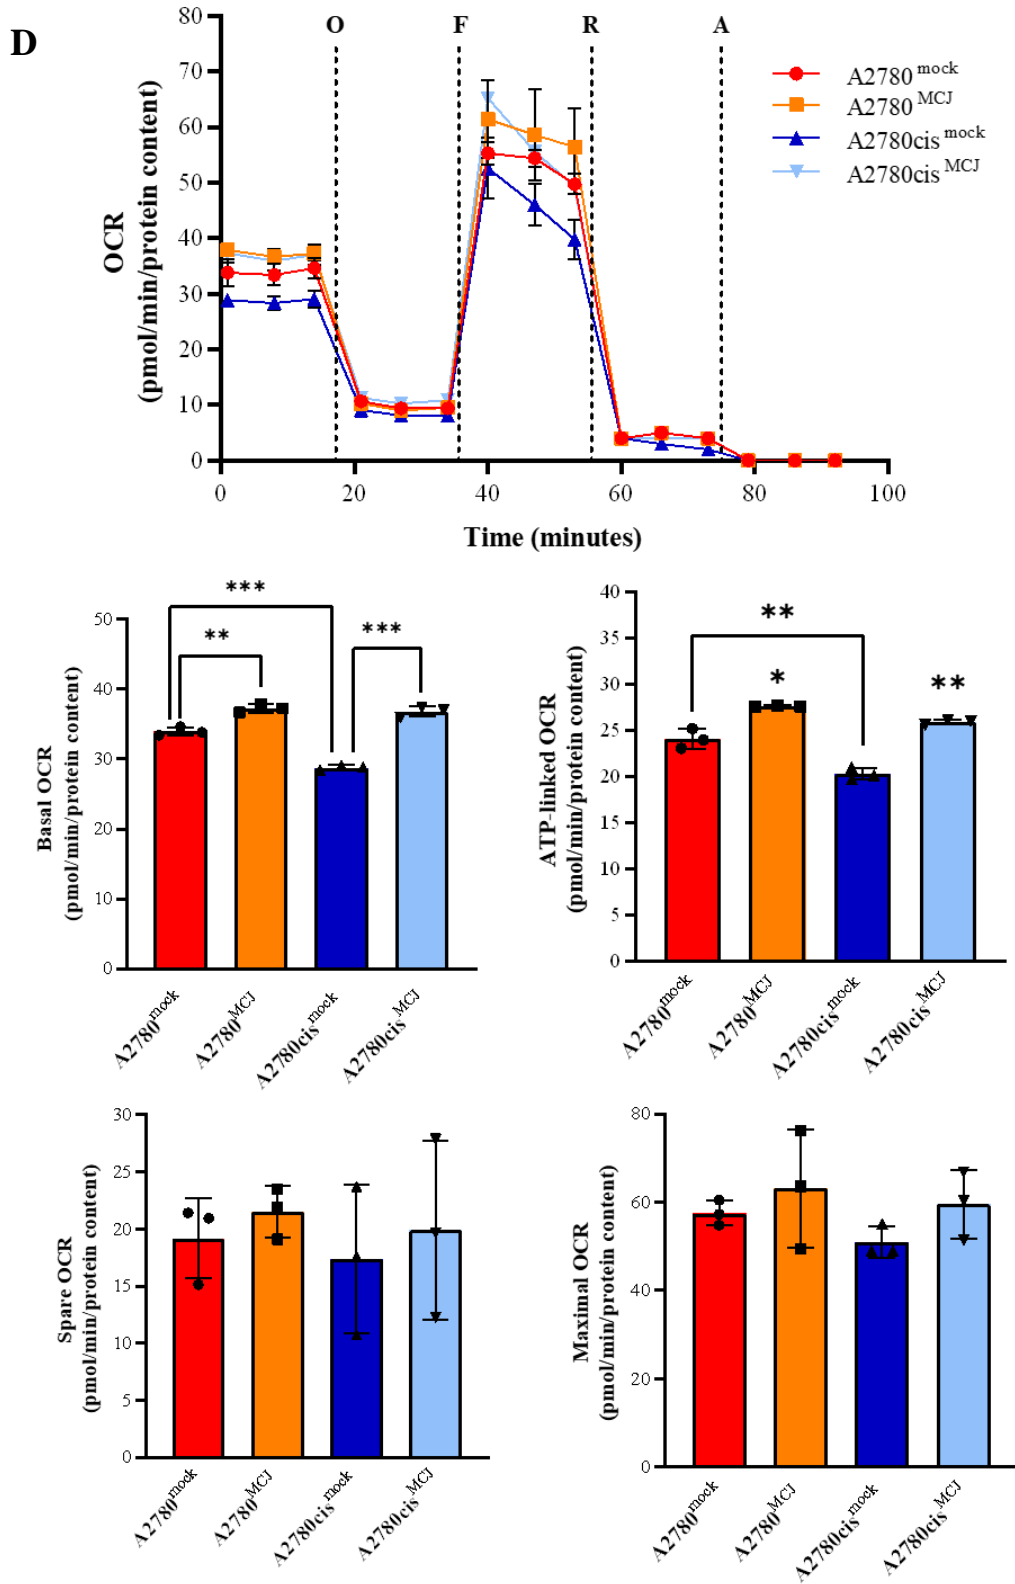 D
O F R A
80
70
60
50
40
30
20
10
0
OCR
(pmol/min/protein content)
0 20 40 60 80 100
Time (minutes)
A2780 mock
A2780 MCJ
A2780cis mock
A2780cis MCJ
***
** ***
50
40
30
20
10
0
Basal OCR
(pmol/min/protein content)
A2780mock A2780MCJ A2780cismock A2780cisMCJ
**
* **
40
35
30
25
20
15
10
5
0
ATP-linked OCR
(pmol/min/protein content)
A2780mock A2780MCJ A2780cismock A2780cisMCJ
30
25
20
15
10
5
0
Spare OCR
(pmol/min/protein content)
A2780mock A2780MCJ A2780cismock A2780cisMCJ
80
60
40
20
0
Maximal OCR
(pmol/min/protein content)
A2780mock A2780MCJ A2780cismock A2780cisMCJ